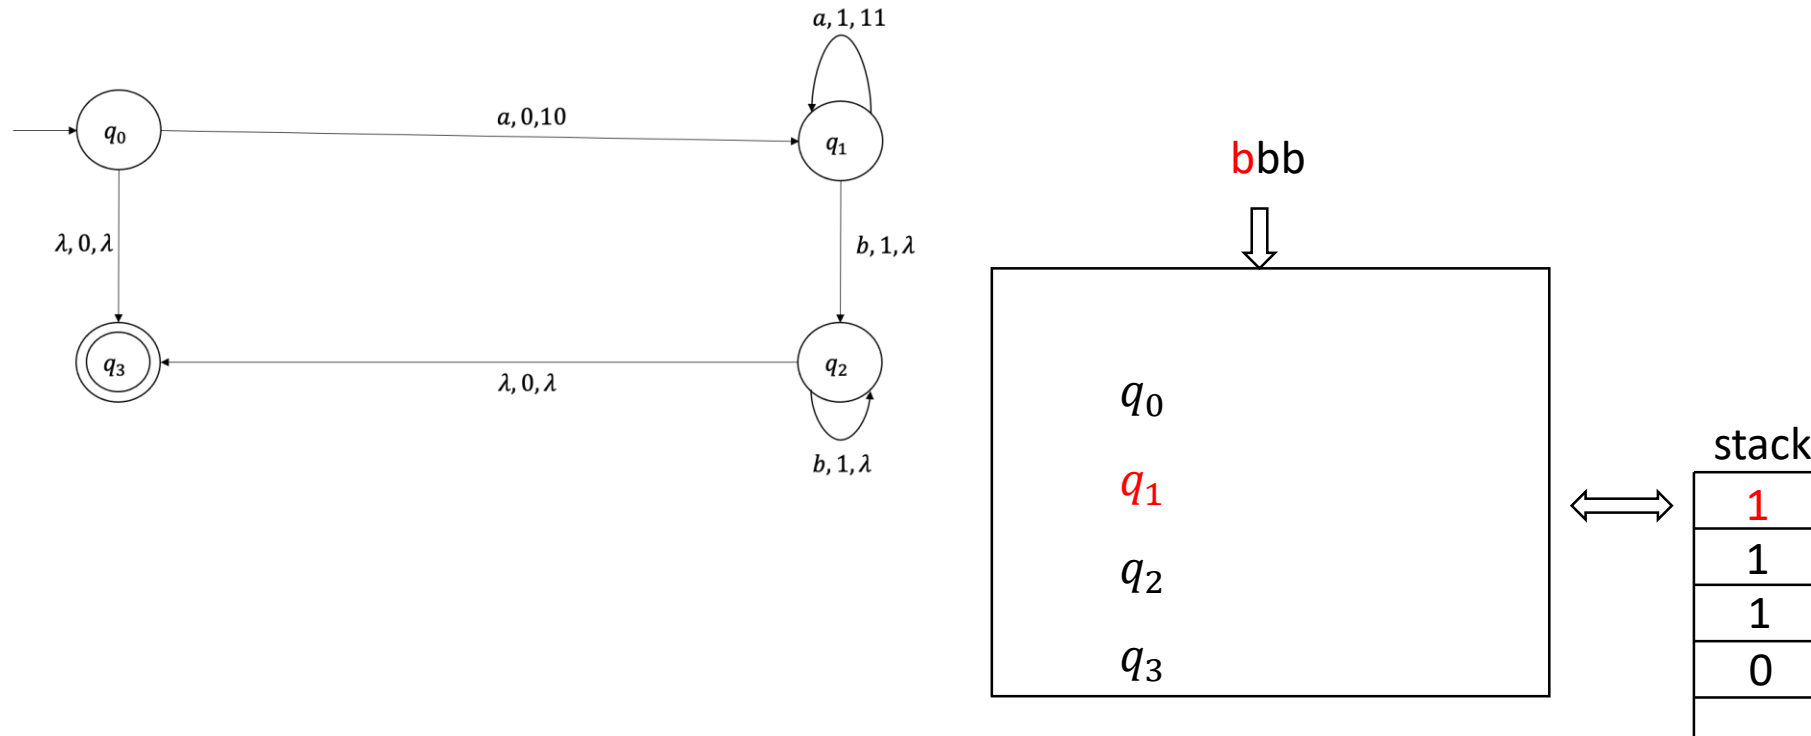 a, 1, 11
q₀
a, 0,10
q₁
λ, 0, λ
b, 1, λ
q₃
λ, 0, λ
q₂
b, 1, λ
bbb
q₀
q₁
q₂
q₃
stack
1
1
1
0